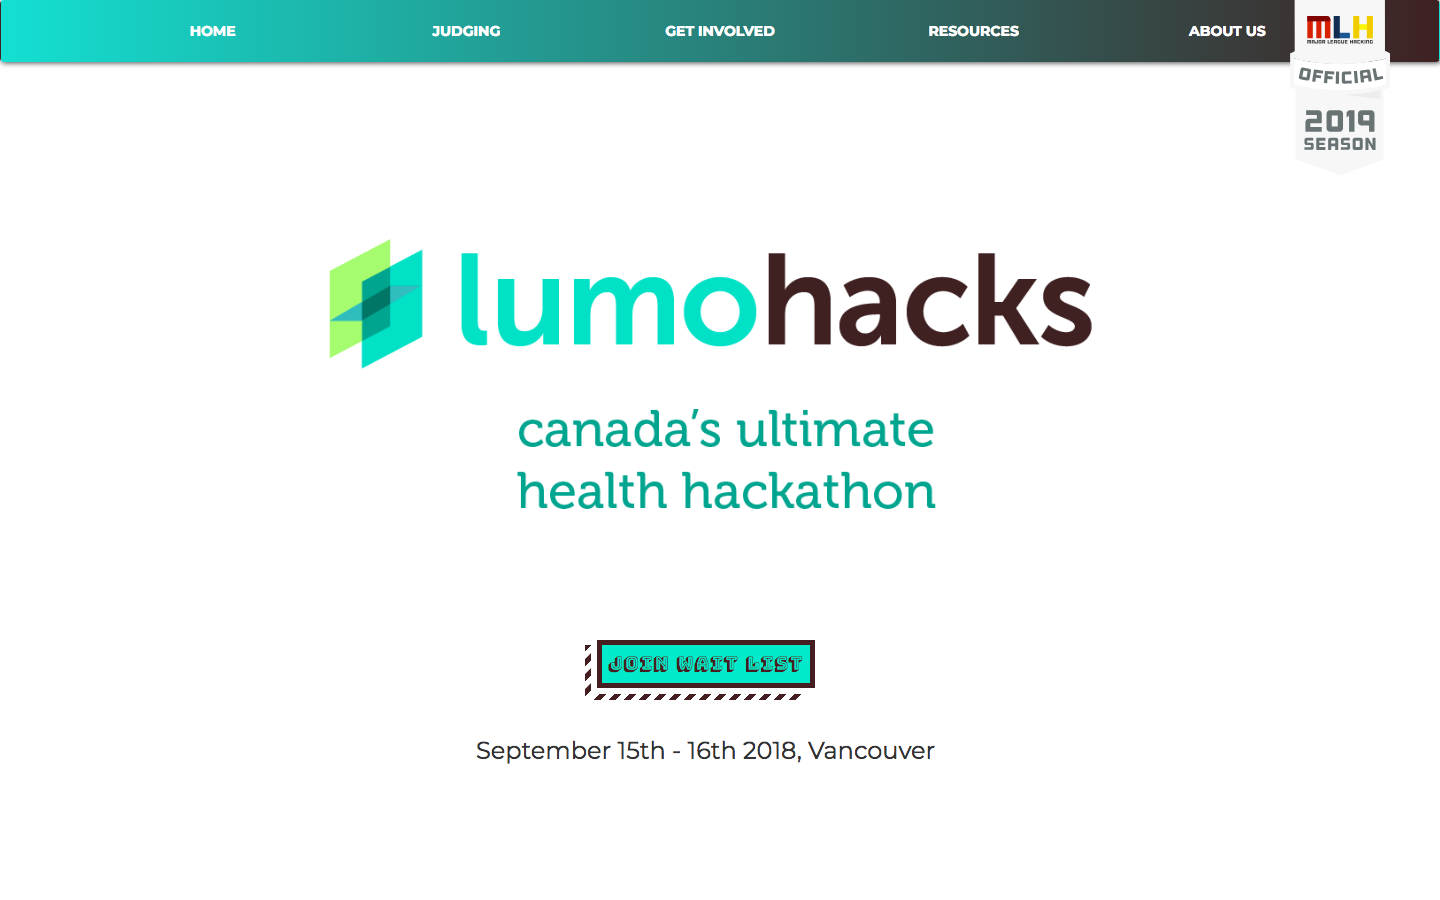 HOME JUDGING GET INVOLVED RESOURCES ABOUT US
MLH
MAJOR LEAGUE HACKING
OFFICIAL
2019
SEASON
lumohacks
canada's ultimate
health hackathon
JOIN WAIT LIST
September 15th - 16th 2018, Vancouver